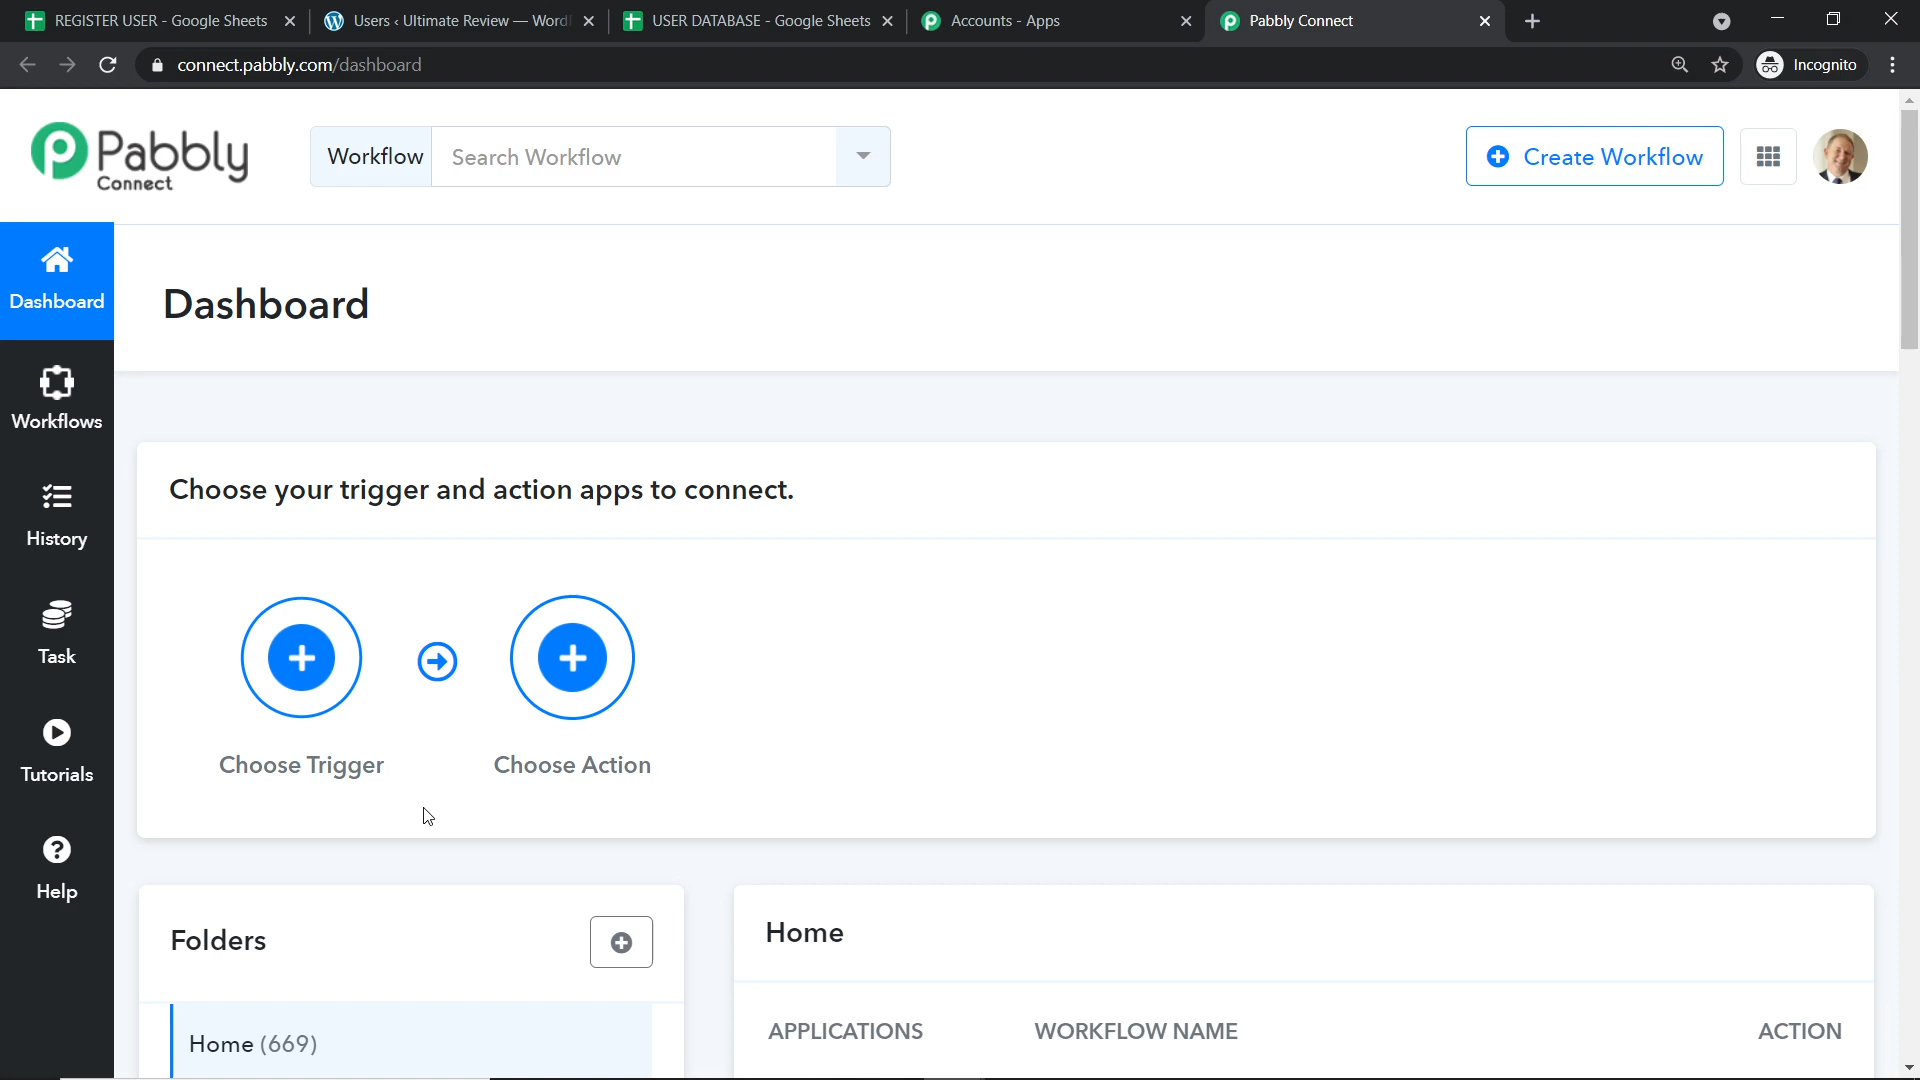 REGISTER USER - Google Sheets
Users ‹ Ultimate Review — Word
USER DATABASE - Google Sheets
Accounts - Apps
Pabbly Connect
connect.pabbly.com/dashboard
Incognito
Pabbly
Connect
Workflow
Search Workflow
Create Workflow
Dashboard
Dashboard
Workflows
History
Task
Tutorials
Help
Choose your trigger and action apps to connect.
Choose Trigger
Choose Action
Folders
Home (669)
Home
APPLICATIONS WORKFLOW NAME ACTION